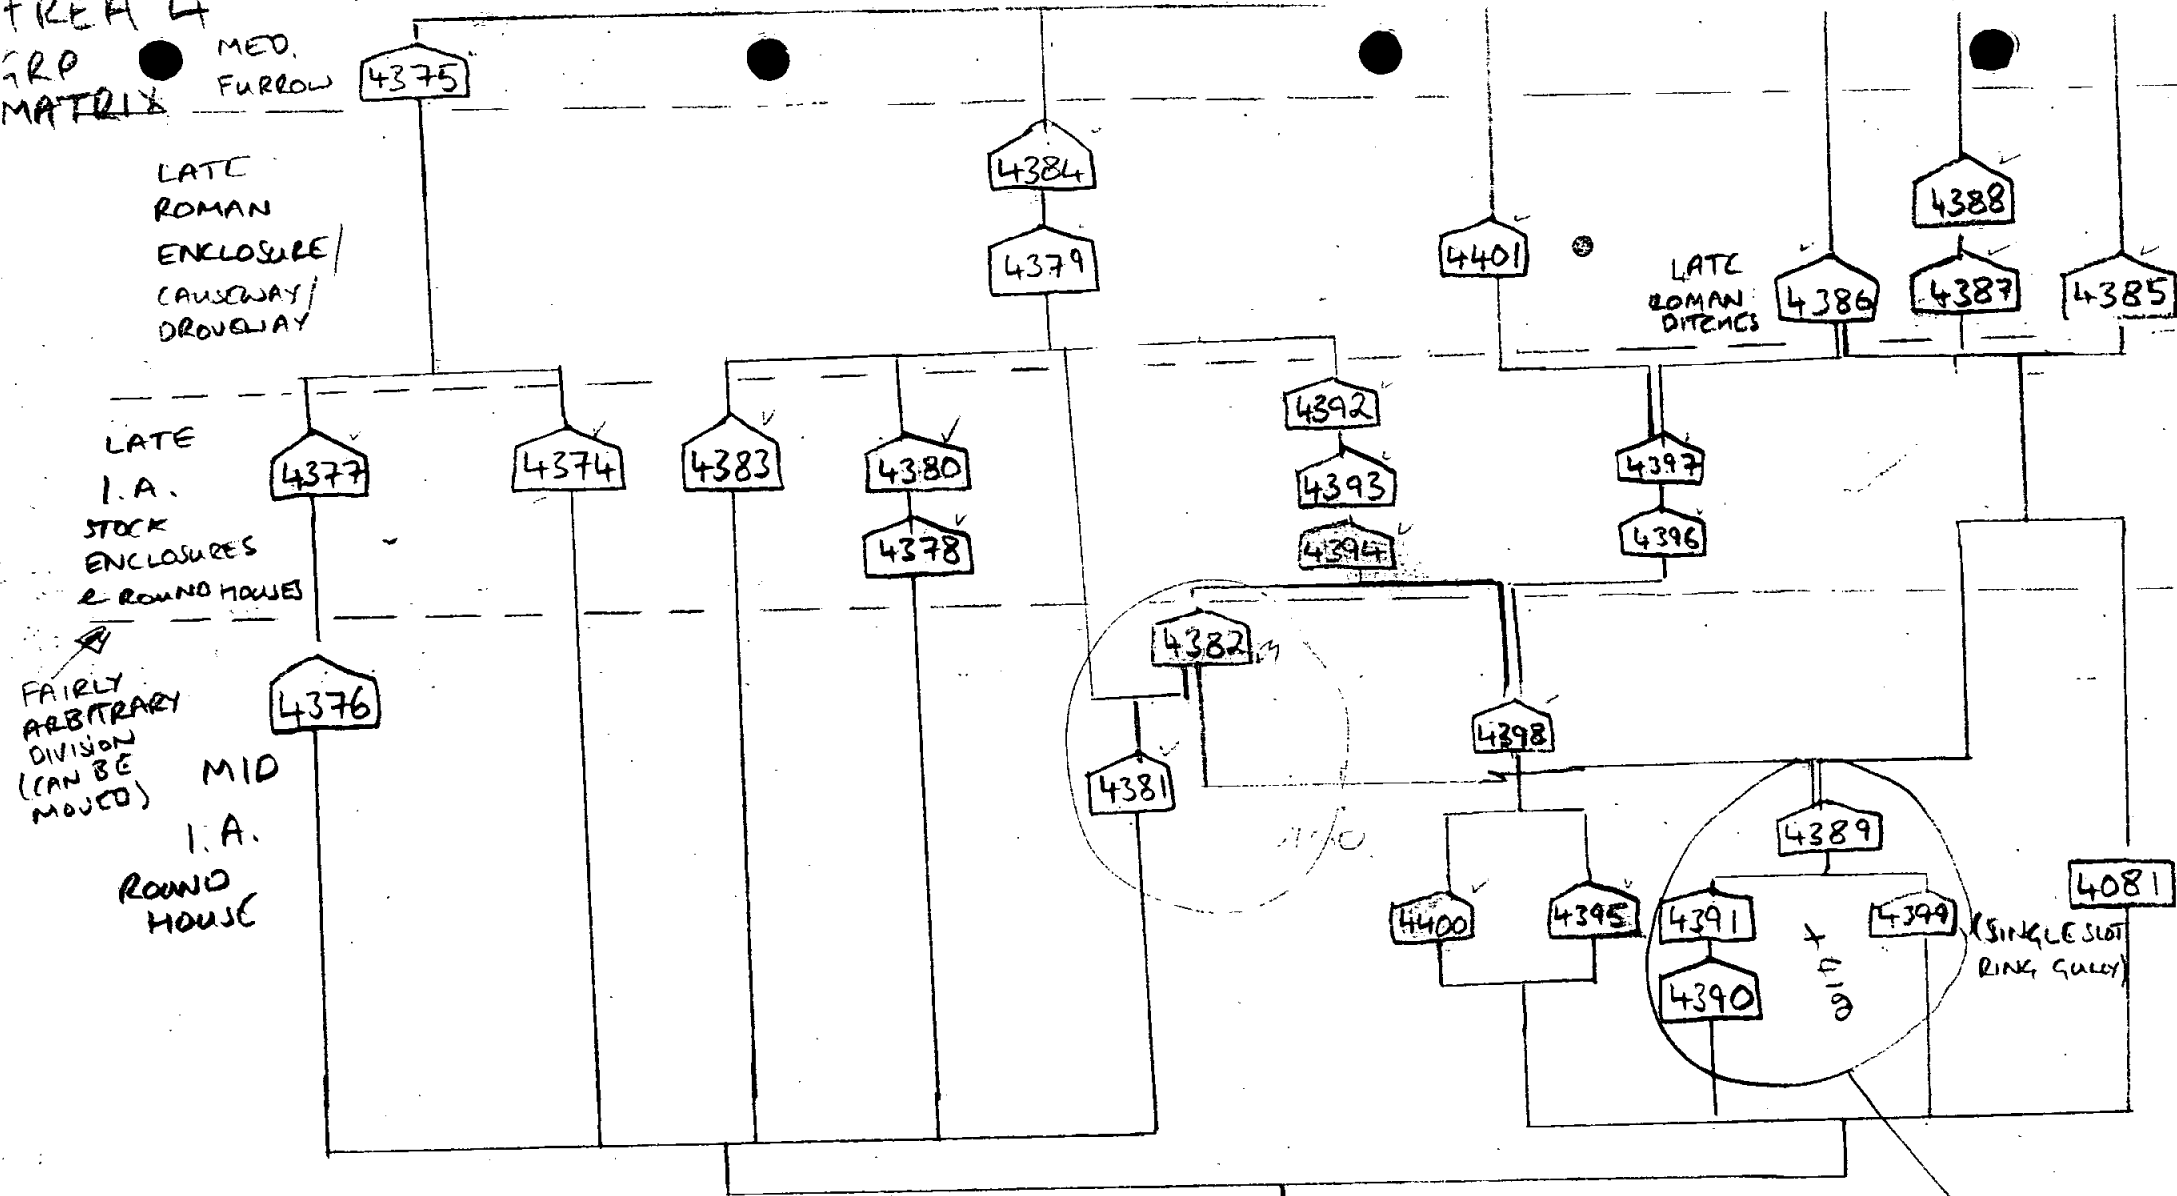 GRP
MATRIX
MED.
FURROW
4375
LATE
ROMAN
ENCLOSURE/
CAUSEWAY/
DROVEWAY
4384
4379
4401
LATE
ROMAN
DITCHES
4386
4388
4387
4385
LATE
I.A.
STOCK
ENCLOSURES
& ROUND HOUSES
4377
4374
4383
4380
4378
4392
4393
4394
4397
4396
FAIRLY
ARBITRARY
DIVISION
(CAN BE
MOVED)
MID
I.A.
ROUND
HOUSE
4376
4382
4381
4398
4400
4395
4389
4391
4390
4399
(SINGLE SLOT
RING GULLY)
4081